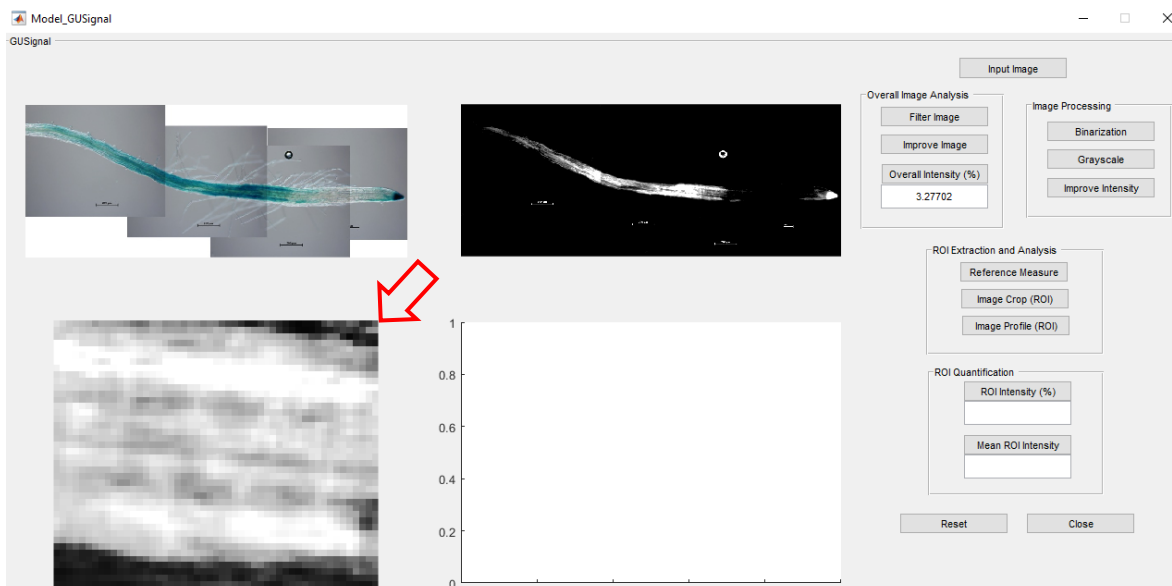 Model_GUSignal
GUSignal
Input Image
Overall Image Analysis
Filter Image
Improve Image
Overall Intensity (%)
3.27702
Image Processing
Binarization
Grayscale
Improve Intensity
ROI Extraction and Analysis
Reference Measure
Image Crop (ROI)
Image Profile (ROI)
ROI Quantification
ROI Intensity (%)
Mean ROI Intensity
Reset
Close
1
0.8
0.6
0.4
0.2
0